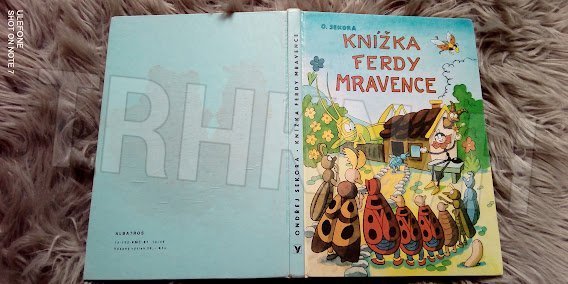 ULEFONE
SHOT ON NOTE 7
O. SEKORA
KNÍŽKA
FERDY
MRAVENCE
ONDŘEJ SEKORA • KNÍŽKA FERDY MRAVENCE
ALBATROS